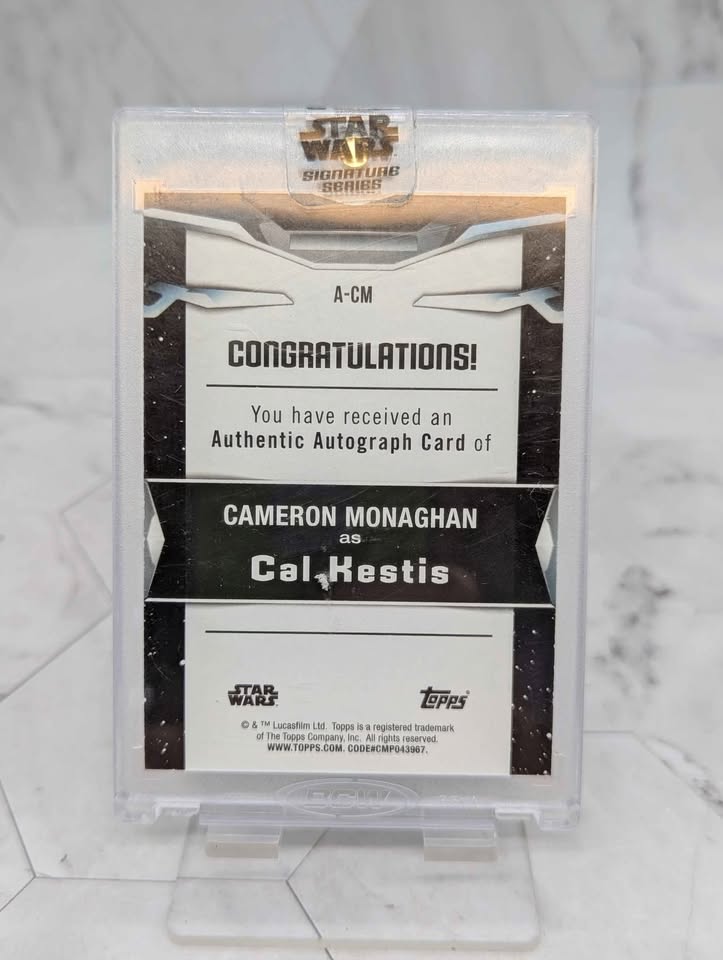 STAR
WARS
SIGNATURE
SERIES
A-CM
CONGRATULATIONS!
You have received an
Authentic Autograph Card of
CAMERON MONAGHAN
as
Cal Kestis
STAR
WARS
Topps®
© & ™ Lucasfilm Ltd. Topps is a registered trademark
of The Topps Company, Inc. All rights reserved.
WWW.TOPPS.COM. CODE#CMP043967.
BCW